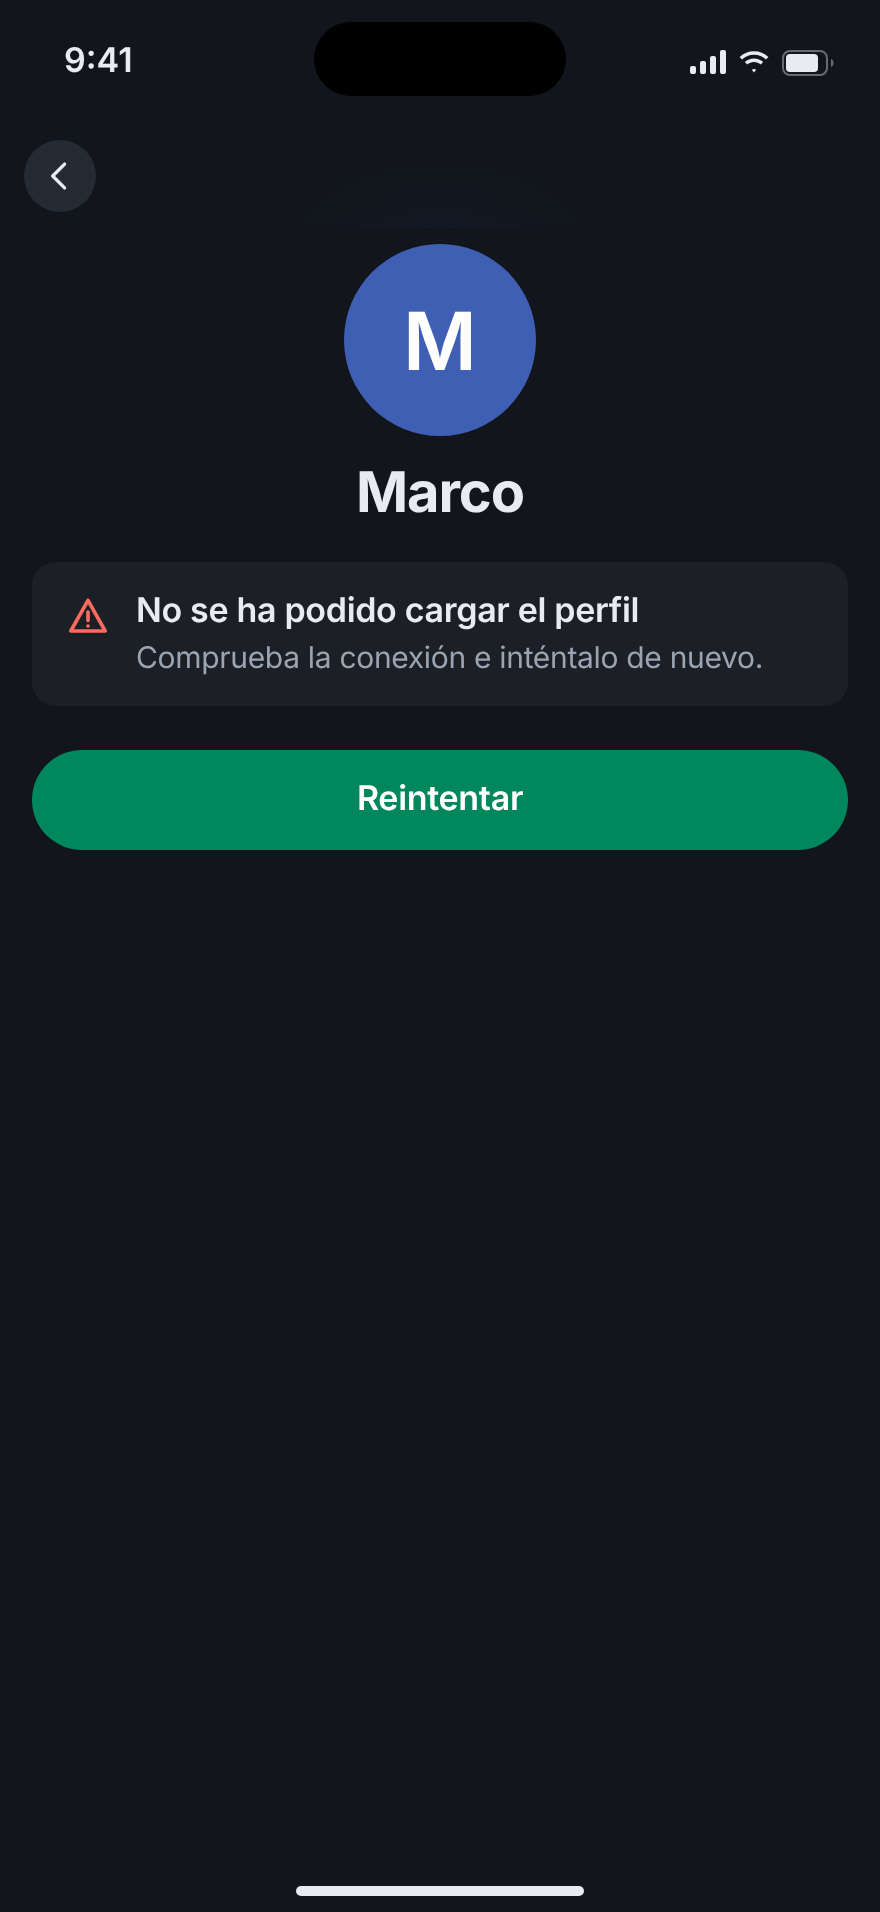 9:41
M
Marco
No se ha podido cargar el perfil
Comprueba la conexión e inténtalo de nuevo.
Reintentar